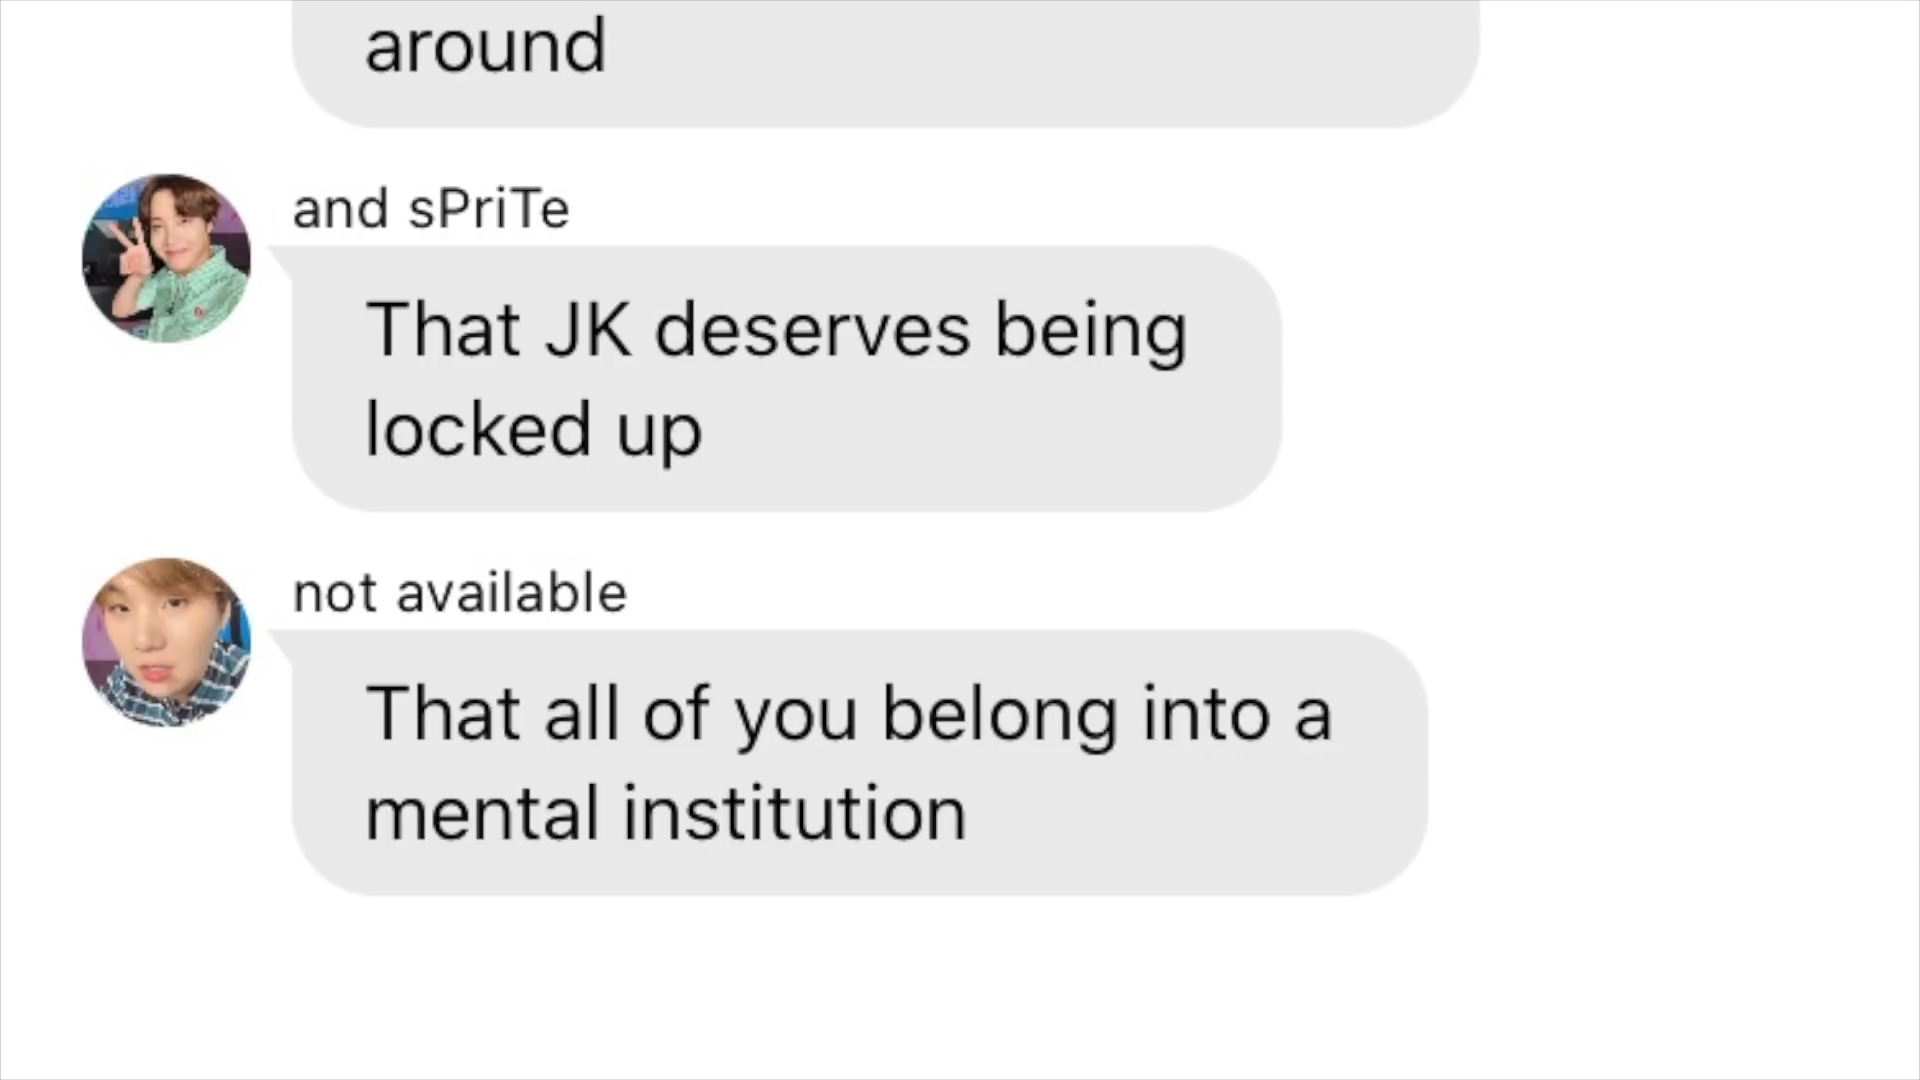 around
and sPriTe
That JK deserves being
locked up
not available
That all of you belong into a
mental institution